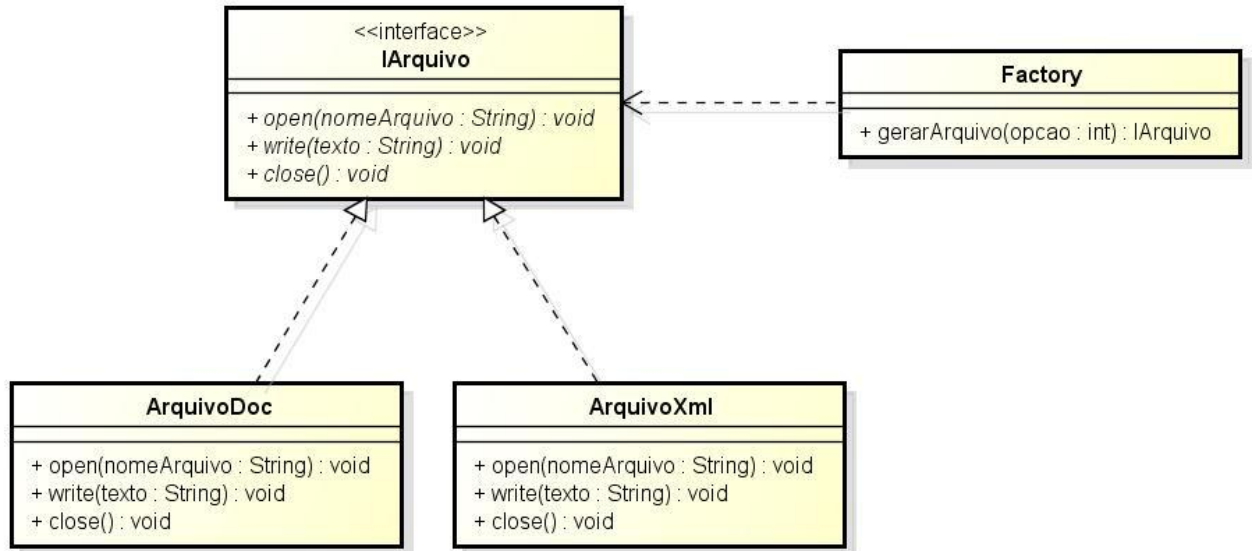 <<interface>>
IArquivo
+ open(nomeArquivo : String) : void
+ write(texto : String) : void
+ close() : void
Factory
+ gerarArquivo(opcao : int) : IArquivo
ArquivoDoc
+ open(nomeArquivo : String) : void
+ write(texto : String) : void
+ close() : void
ArquivoXml
+ open(nomeArquivo : String) : void
+ write(texto : String) : void
+ close() : void